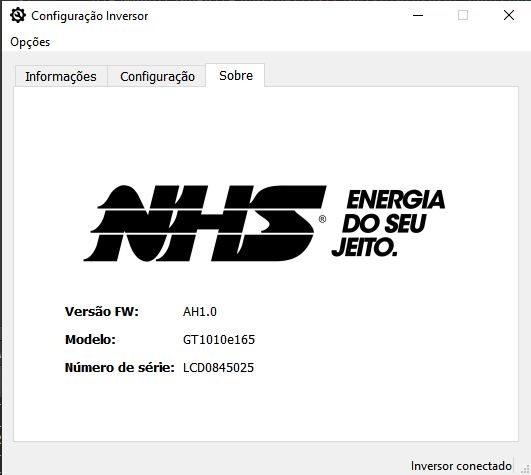 Configuração Inversor
Opções
Informações
Configuração
Sobre
NHS®
ENERGIA
DO SEU
JEITO.
Versão FW: AH1.0
Modelo: GT1010e165
Número de série: LCD0845025
Inversor conectado